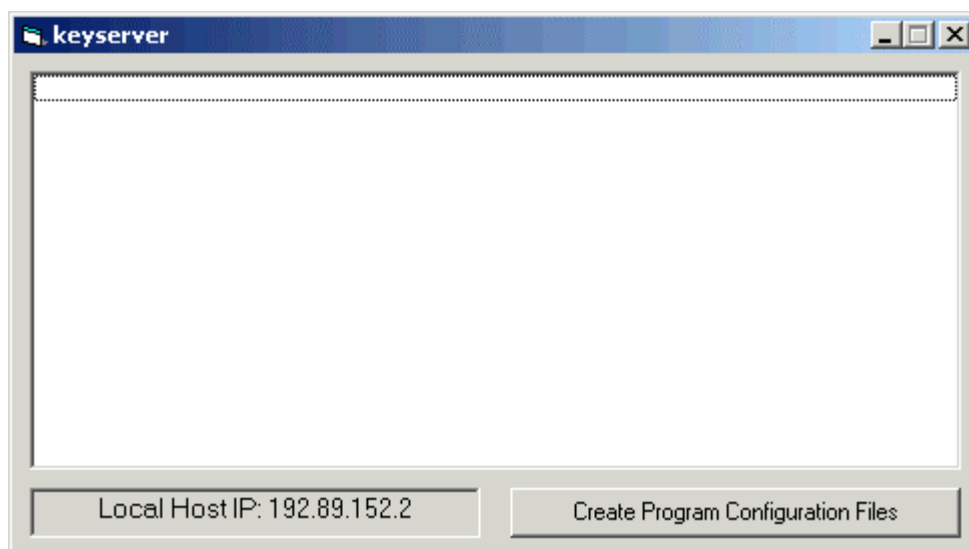 keyserver
Local Host IP: 192.89.152.2
Create Program Configuration Files